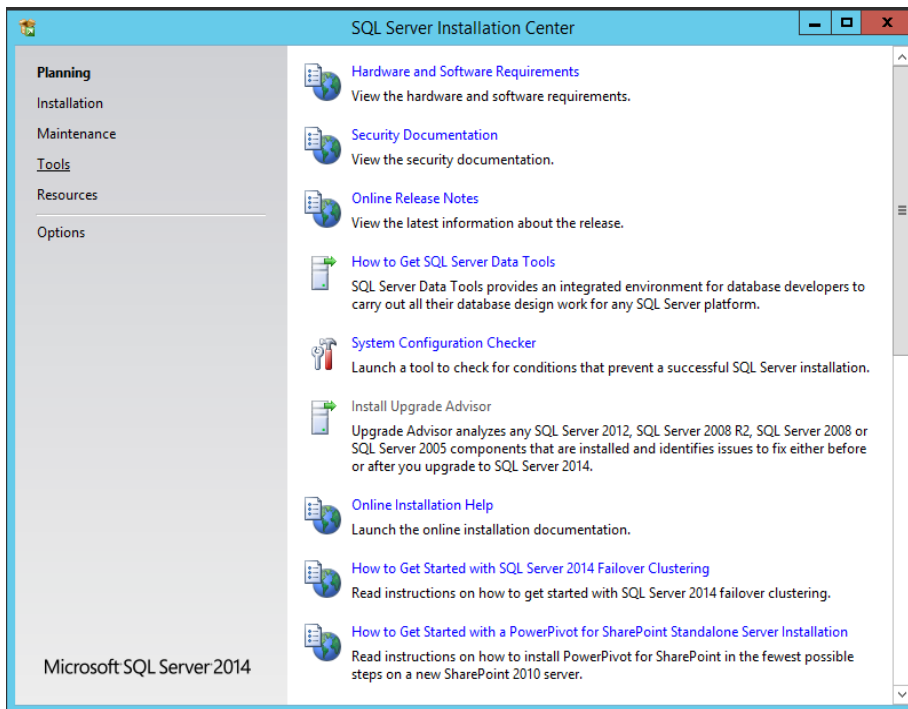 SQL Server Installation Center
Planning
Installation
Maintenance
Tools
Resources
Options
Microsoft SQL Server 2014
Hardware and Software Requirements
View the hardware and software requirements.
Security Documentation
View the security documentation.
Online Release Notes
View the latest information about the release.
How to Get SQL Server Data Tools
SQL Server Data Tools provides an integrated environment for database developers to
carry out all their database design work for any SQL Server platform.
System Configuration Checker
Launch a tool to check for conditions that prevent a successful SQL Server installation.
Install Upgrade Advisor
Upgrade Advisor analyzes any SQL Server 2012, SQL Server 2008 R2, SQL Server 2008 or
SQL Server 2005 components that are installed and identifies issues to fix either before
or after you upgrade to SQL Server 2014.
Online Installation Help
Launch the online installation documentation.
How to Get Started with SQL Server 2014 Failover Clustering
Read instructions on how to get started with SQL Server 2014 failover clustering.
How to Get Started with a PowerPivot for SharePoint Standalone Server Installation
Read instructions on how to install PowerPivot for SharePoint in the fewest possible
steps on a new SharePoint 2010 server.